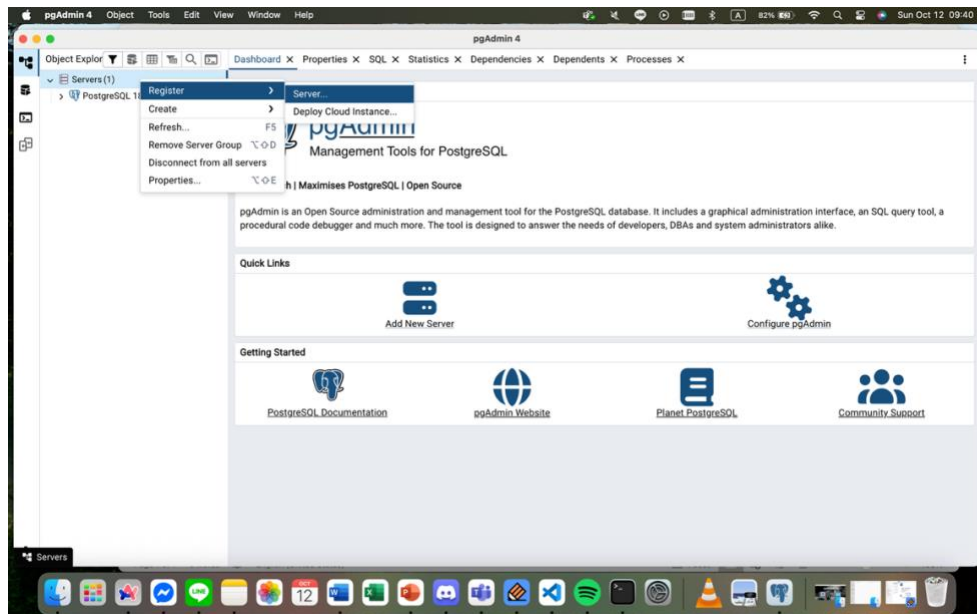 pgAdmin 4 Object Tools Edit View Window Help
A 82% Sun Oct 12 09:40
pgAdmin 4
Object Explor
Dashboard × Properties × SQL × Statistics × Dependencies × Dependents × Processes ×
Servers (1)
PostgreSQL 18
Register
Create
Refresh... F5
Remove Server Group ⌥⇧D
Disconnect from all servers
Properties... ⌥⇧E
Server...
Deploy Cloud Instance...
pgAdmin
Management Tools for PostgreSQL
| Maximises PostgreSQL | Open Source
pgAdmin is an Open Source administration and management tool for the PostgreSQL database. It includes a graphical administration interface, an SQL query tool, a
procedural code debugger and much more. The tool is designed to answer the needs of developers, DBAs and system administrators alike.
Quick Links
Add New Server
Configure pgAdmin
Getting Started
PostgreSQL Documentation
pgAdmin Website
Planet PostgreSQL
Community Support
Servers
OCT
12
LINE